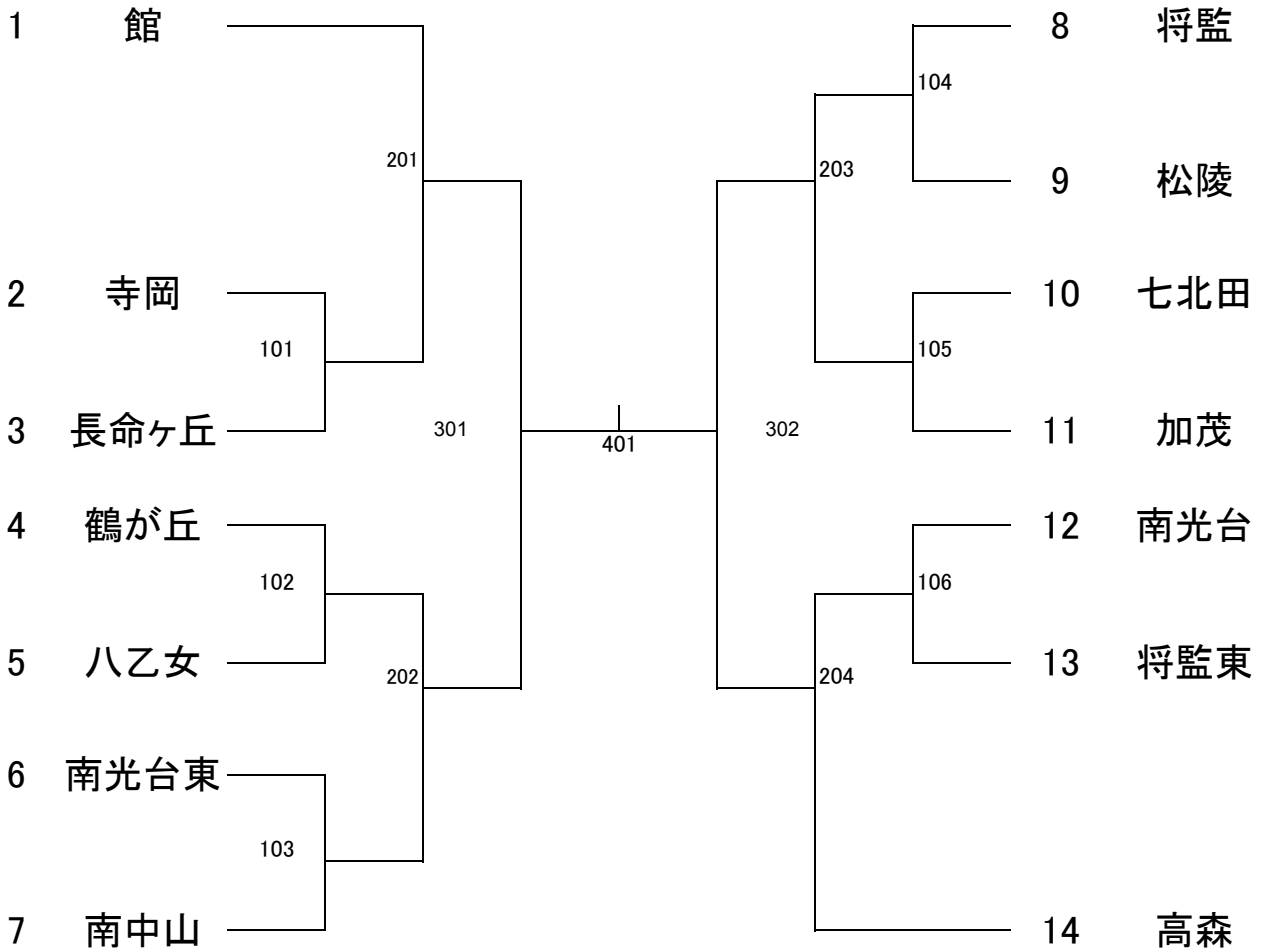 1 館
201
2 寺岡
101
3 長命ヶ丘
301
4 鶴が丘
102
5 八乙女
202
6 南光台東
103
7 南中山
401
8 将監
104
203
9 松陵
10 七北田
105
302
11 加茂
12 南光台
106
13 将監東
204
14 高森